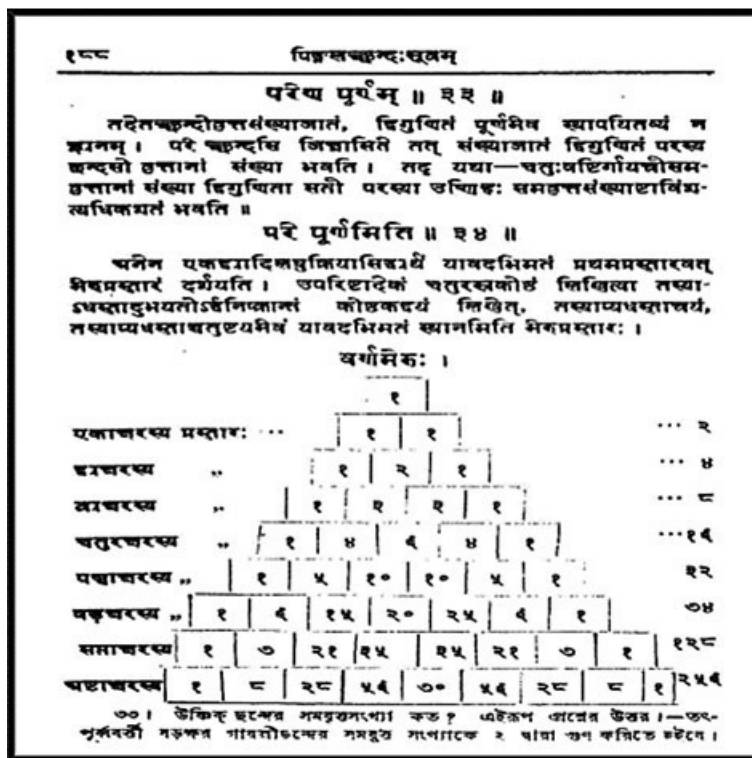 १८८ पिङ्गलच्छन्दःसूत्रम्
परेण पूर्णम् ॥ ३३ ॥
तदेतच्छन्दोवृत्तसंख्याजातं, द्विगुणितं पूर्णमेव स्थापयितव्यं न
द्व्यूनम् । परे च्छन्दसि जिज्ञासिते तत् संख्याजातं द्विगुणितं परस्य
छन्दसो वृत्तानां संख्या भवति । तद् यथा—चतुःषष्टिर्गायत्रीसम-
वृत्तानां संख्या द्विगुणिता सती परस्या उष्णिहः समवृत्तसंख्याष्टाविंश-
त्यधिकशतं भवति ॥
परे पूर्णमिति ॥ ३४ ॥
अनेन एकद्व्यादिलघुक्रियासिद्ध्यर्थं यावदभिमतं प्रथमप्रस्तारवत्
मेरुप्रस्तारं दर्शयति । उपरिष्टादेकं चतुरस्रकोष्ठं लिखित्वा तस्या-
ऽधस्तादुभयतोऽर्द्धनिष्क्रान्तं कोष्ठकद्वयं लिखेत्, तस्याप्यधस्तात्त्रयं,
तस्याप्यधस्ताच्चतुष्टयमेवं यावदभिमतं स्थानमिति मेरुप्रस्तारः ।
वर्णमेरुः ।
१
एकाक्षरस्य प्रस्तारः ··· १ १ ··· २
द्व्यक्षरस्य ,, १ २ १ ··· ४
त्र्यक्षरस्य ,, १ ३ ३ १ ··· ८
चतुरक्षरस्य ,, १ ४ ६ ४ १ ···१६
पञ्चाक्षरस्य ,, १ ५ १० १० ५ १ ३२
षडक्षरस्य ,, १ ६ १५ २० १५ ६ १ ६४
सप्ताक्षरस्य १ ७ २१ ३५ ३५ २१ ७ १ १२८
अष्टाक्षरस्य १ ८ २८ ५६ ७० ५६ २८ ८ १ २५६
৩৩। উষ্ণিক্ ছন্দের সমবৃত্তসংখ্যা কত? এইরূপ প্রশ্নের উত্তর।—তৎ-
পূর্ব্ববর্ত্তী ষড়ক্ষর গায়ত্রীছন্দের সমবৃত্ত সংখ্যাকে ২ দ্বারা গুণ করিতে হইবে।